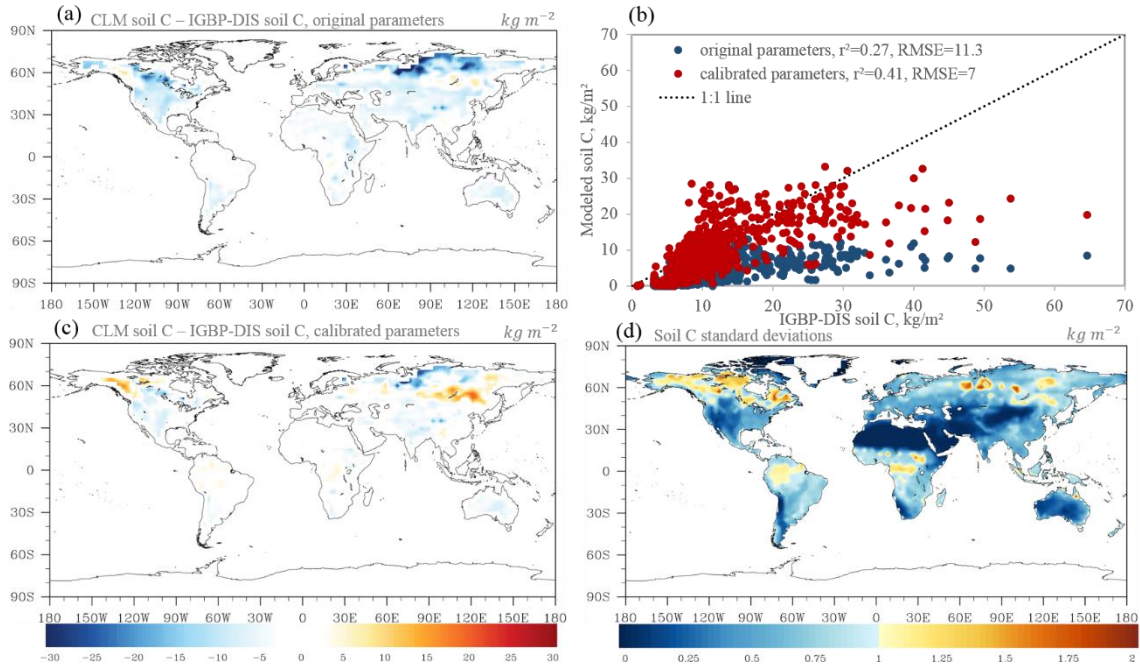 (a) CLM soil C – IGBP-DIS soil C, original parameters kg m⁻²
90N
60N
30N
0
30S
60S
90S
180 150W 120W 90W 60W 30W 0 30E 60E 90E 120E 150E 180
(b)
70
60
50
40
30
20
10
0
Modeled soil C, kg/m²
original parameters, r²=0.27, RMSE=11.3
calibrated parameters, r²=0.41, RMSE=7
1:1 line
0 10 20 30 40 50 60 70
IGBP-DIS soil C, kg/m²
(c) CLM soil C – IGBP-DIS soil C, calibrated parameters kg m⁻²
90N
60N
30N
0
30S
60S
90S
180 150W 120W 90W 60W 30W 0 30E 60E 90E 120E 150E 180
−30 −25 −20 −15 −10 −5 0 5 10 15 20 25 30
(d) Soil C standard deviations kg m⁻²
90N
60N
30N
0
30S
60S
90S
180 150W 120W 90W 60W 30W 0 30E 60E 90E 120E 150E 180
0 0.25 0.5 0.75 1 1.25 1.5 1.75 2